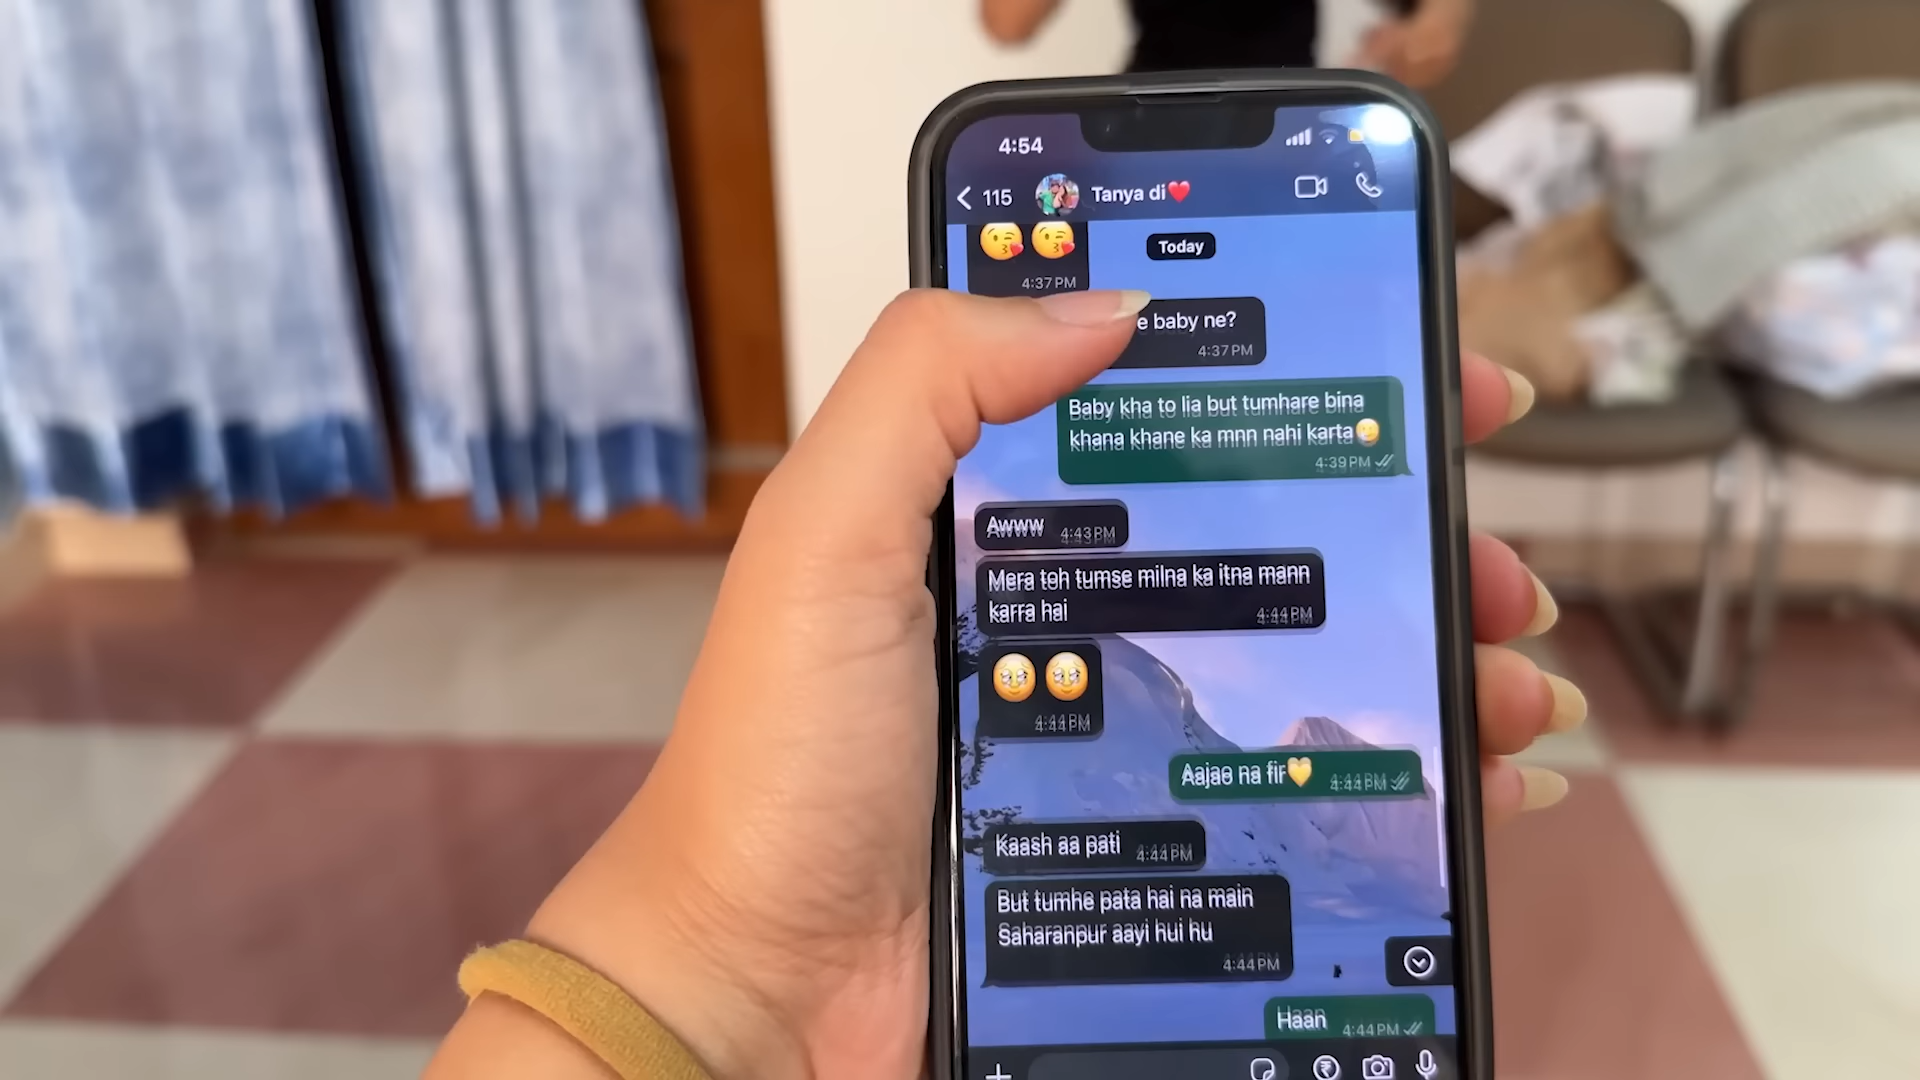 4:54
115 Tanya di❤️
Today
😘😘
4:37 PM
e baby ne?
4:37 PM
Baby kha to lia but tumhare bina
khana khane ka mnn nahi karta
4:39 PM
Awww 4:43 PM
Mera toh tumse milna ka itna mann
karra hai
4:44 PM
🥹🥹
4:44 PM
Aajao na fir💛 4:44 PM
Kaash aa pati 4:44 PM
But tumhe pata hai na main
Saharanpur aayi hui hu
4:44 PM
Haan 4:44 PM